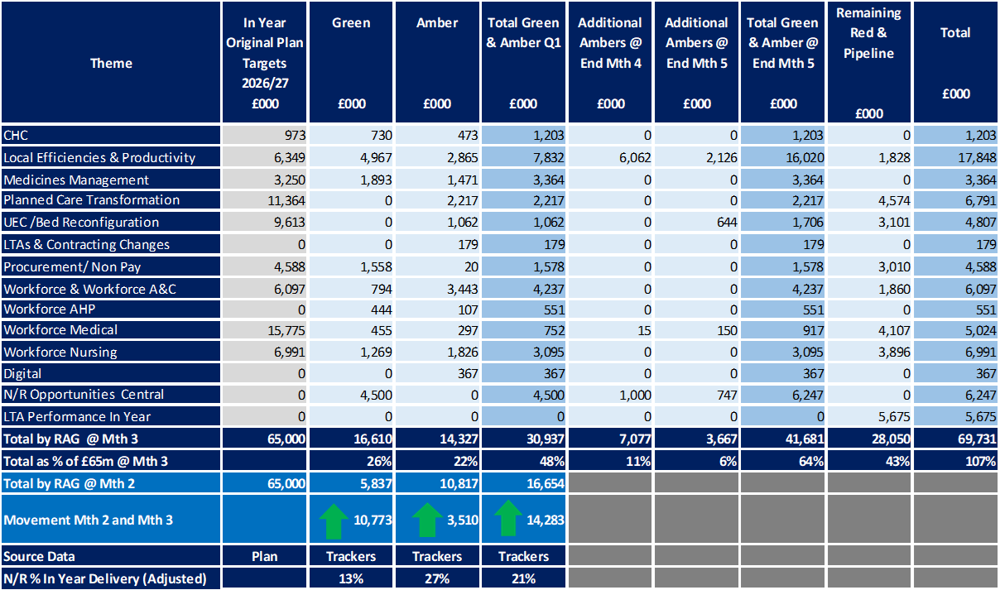 Theme	In Year Original Plan Targets 2026/27 £000	Green £000	Amber £000	Total Green & Amber Q1 £000	Additional Ambers @ End Mth 4 £000	Additional Ambers @ End Mth 5 £000	Total Green & Amber @ End Mth 5 £000	Remaining Red & Pipeline £000	Total £000
CHC	973	730	473	1,203	0	0	1,203	0	1,203
Local Efficiencies & Productivity	6,349	4,967	2,865	7,832	6,062	2,126	16,020	1,828	17,848
Medicines Management	3,250	1,893	1,471	3,364	0	0	3,364	0	3,364
Planned Care Transformation	11,364	0	2,217	2,217	0	0	2,217	4,574	6,791
UEC /Bed Reconfiguration	9,613	0	1,062	1,062	0	644	1,706	3,101	4,807
LTAs & Contracting Changes	0	0	179	179	0	0	179	0	179
Procurement/ Non Pay	4,588	1,558	20	1,578	0	0	1,578	3,010	4,588
Workforce & Workforce A&C	6,097	794	3,443	4,237	0	0	4,237	1,860	6,097
Workforce AHP	0	444	107	551	0	0	551	0	551
Workforce Medical	15,775	455	297	752	15	150	917	4,107	5,024
Workforce Nursing	6,991	1,269	1,826	3,095	0	0	3,095	3,896	6,991
Digital	0	0	367	367	0	0	367	0	367
N/R Opportunities Central	0	4,500	0	4,500	1,000	747	6,247	0	6,247
LTA Performance In Year	0	0	0	0	0	0	0	5,675	5,675
Total by RAG @ Mth 3	65,000	16,610	14,327	30,937	7,077	3,667	41,681	28,050	69,731
Total as % of £65m @ Mth 3	26%	22%	48%	11%	6%	64%	43%	107%
Total by RAG @ Mth 2	65,000	5,837	10,817	16,654
Movement Mth 2 and Mth 3	10,773	3,510	14,283
Source Data	Plan	Trackers	Trackers	Trackers
N/R % In Year Delivery (Adjusted)	13%	27%	21%